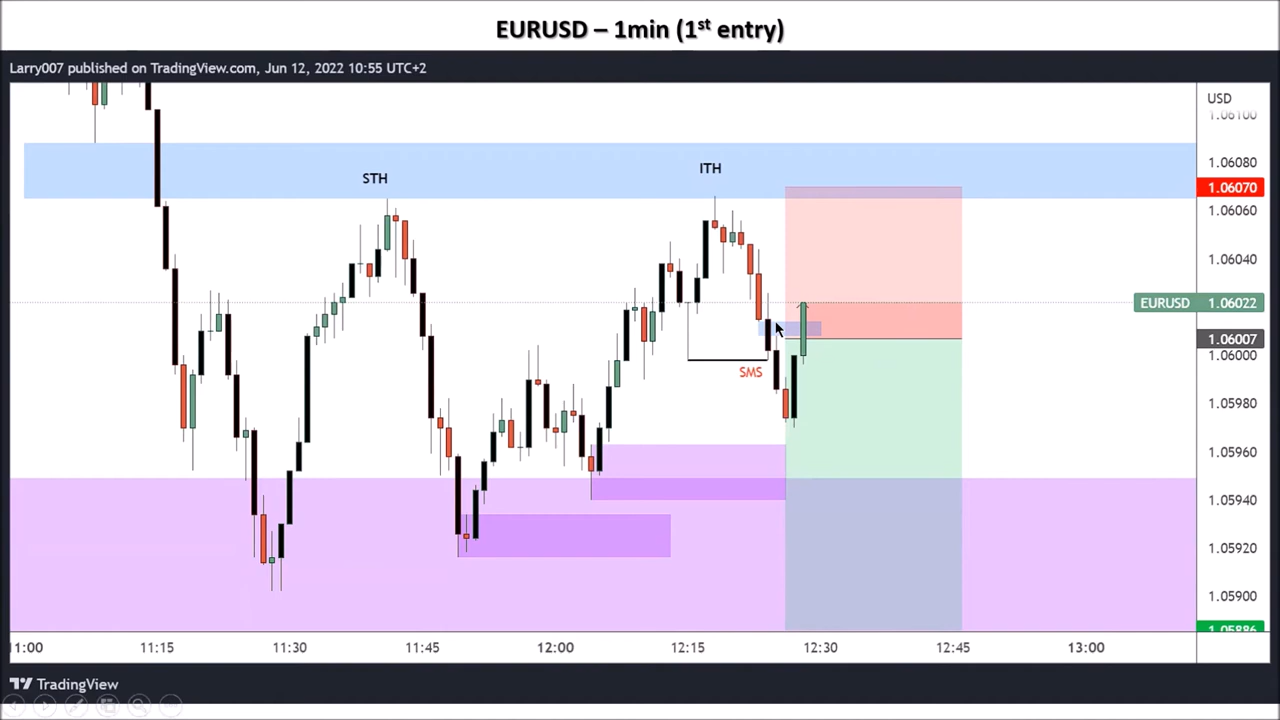 EURUSD – 1min (1st entry)
Larry007 published on TradingView.com, Jun 12, 2022 10:55 UTC+2
USD
1.06100
1.06080
1.06070
1.06060
1.06040
EURUSD 1.06022
1.06007
1.06000
1.05980
1.05960
1.05940
1.05920
1.05900
1.05886
STH
ITH
SMS
11:00 11:15 11:30 11:45 12:00 12:15 12:30 12:45 13:00
TradingView